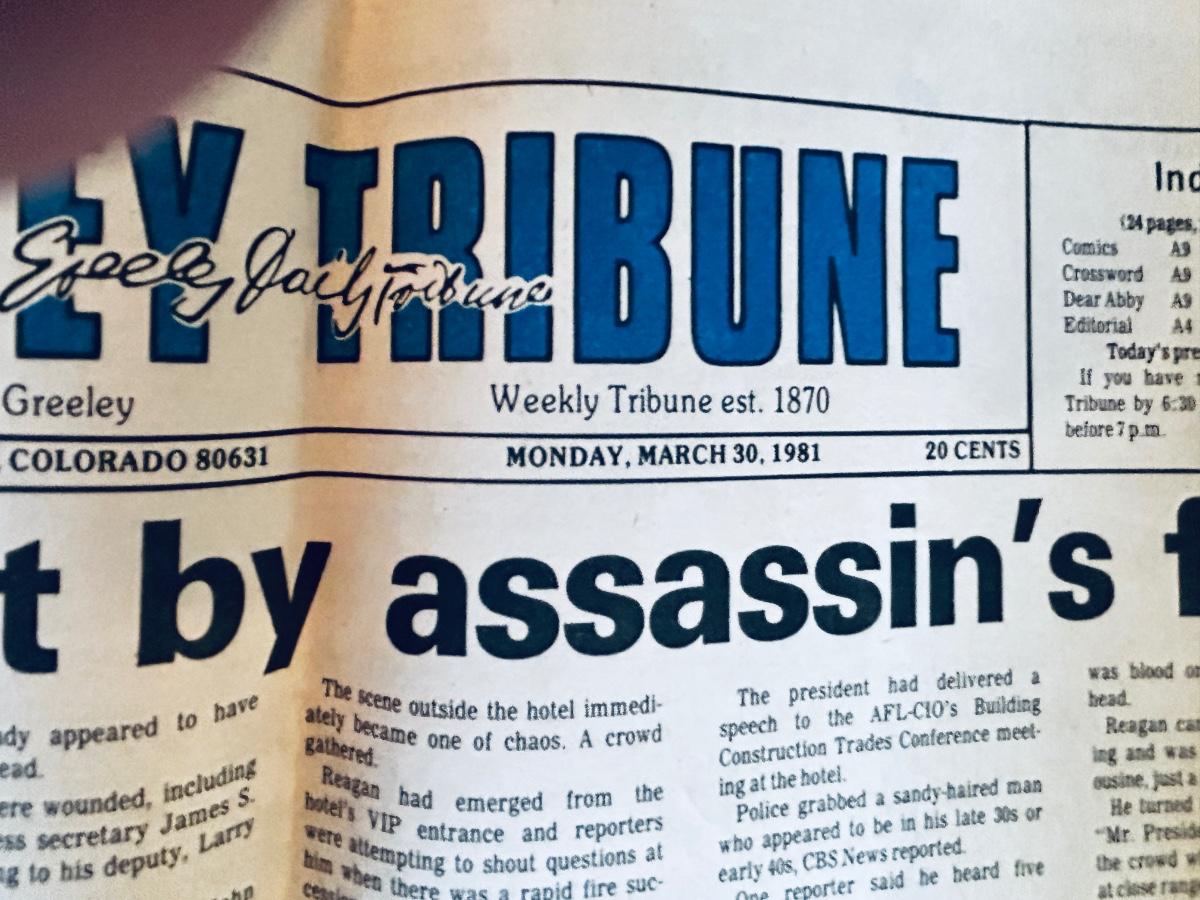 EY TRIBUNE
Greeley Daily Tribune
Greeley
Weekly Tribune est. 1870
, COLORADO 80631
MONDAY, MARCH 30, 1981
20 CENTS
(24 pages,
Comics A9
Crossword A9
Dear Abby A9
Editorial A4
Today's pre
If you have
Tribune by 6:30
before 7 p.m.
t by assassin's f
dy appeared to have
ead.
ere wounded, including
ss secretary James S.
g to his deputy, Larry
The scene outside the hotel immedi-
ately became one of chaos. A crowd
gathered.
Reagan had emerged from the
hotel's VIP entrance and reporters
were attempting to shout questions at
him when there was a rapid fire suc-
The president had delivered a
speech to the AFL-CIO's Building
Construction Trades Conference meet-
ing at the hotel.
Police grabbed a sandy-haired man
who appeared to be in his late 30s or
early 40s, CBS News reported.
One reporter said he heard five
was blood on
head.
Reagan ca
ing and was
ousine, just a
He turned
"Mr. Presid
the crowd w
at close rang